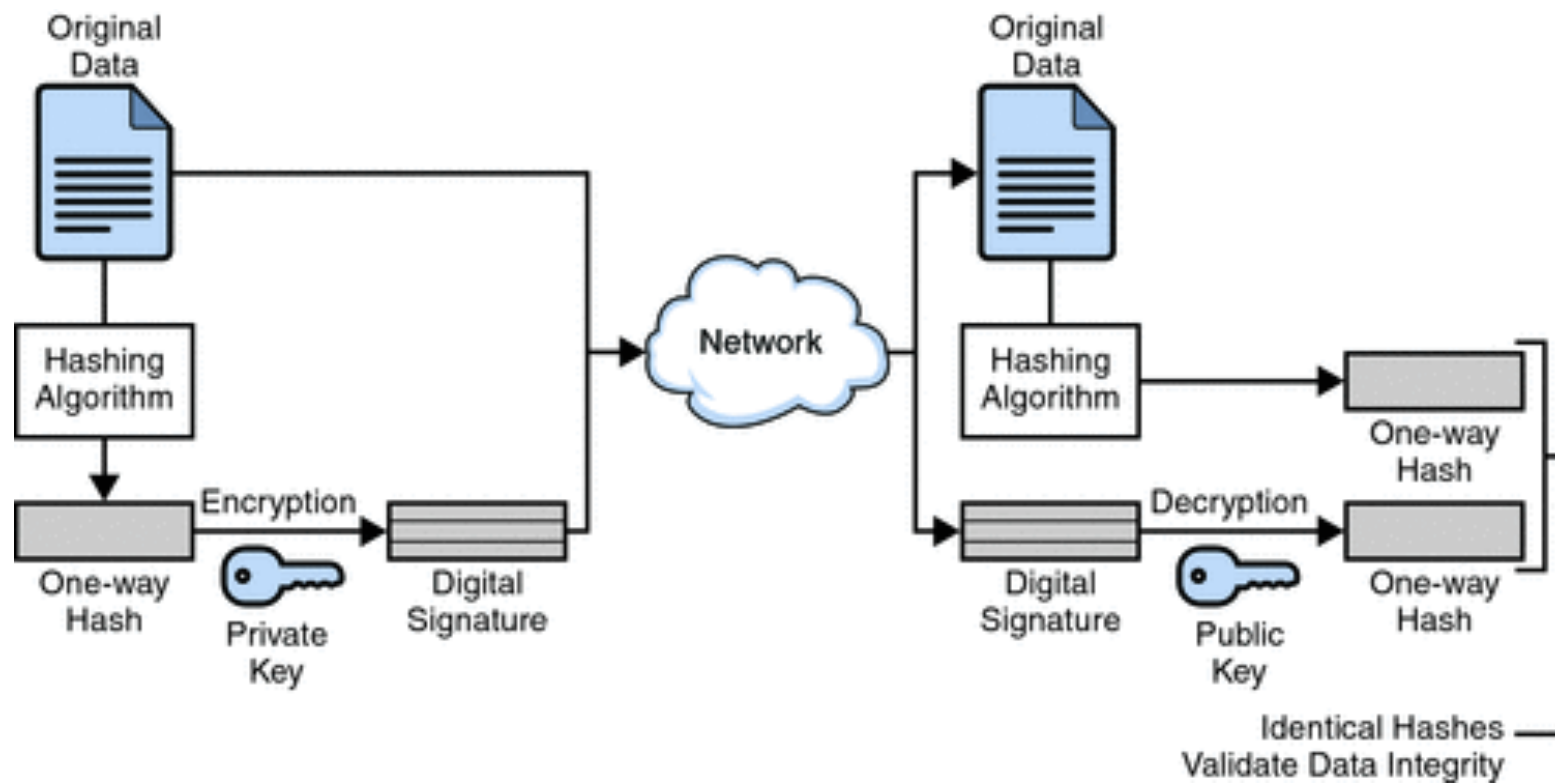 Original
Data
Hashing
Algorithm
One-way
Hash
Encryption
Private
Key
Digital
Signature
Network
Original
Data
Hashing
Algorithm
One-way
Hash
Digital
Signature
Decryption
Public
Key
One-way
Hash
Identical Hashes
Validate Data Integrity